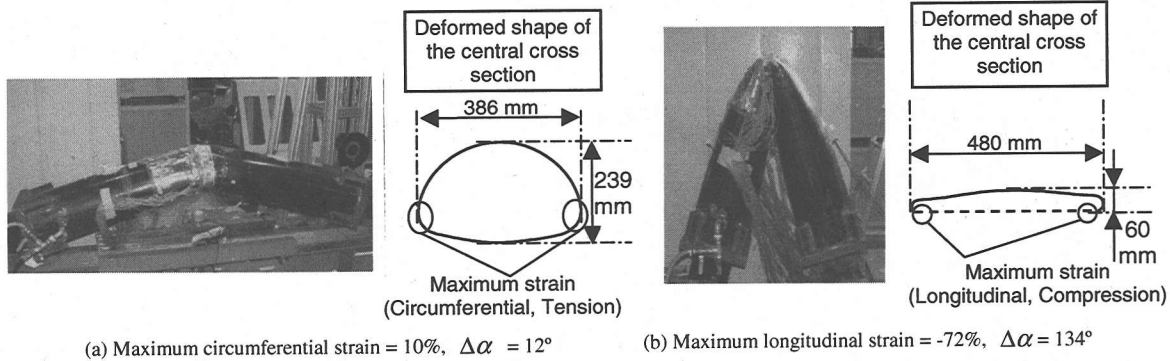 Deformed shape of
the central cross
section
386 mm
239
mm
Maximum strain
(Circumferential, Tension)
(a) Maximum circumferential strain = 10%, Δα = 12°
Deformed shape of
the central cross
section
480 mm
60
mm
Maximum strain
(Longitudinal, Compression)
(b) Maximum longitudinal strain = -72%, Δα = 134°